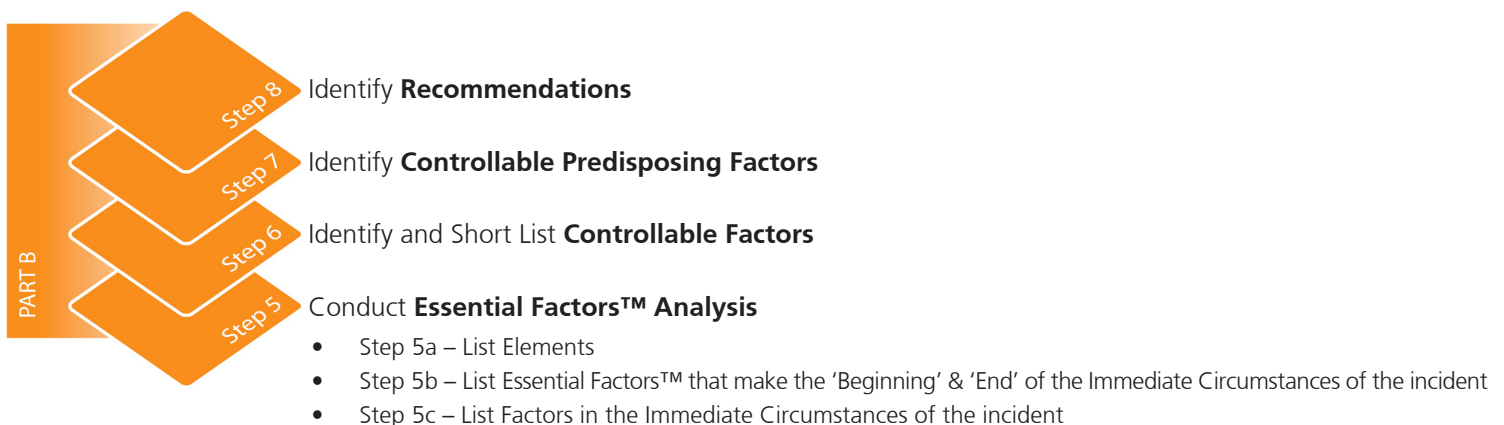 PART B
Step 8
Identify Recommendations
Step 7
Identify Controllable Predisposing Factors
Step 6
Identify and Short List Controllable Factors
Step 5
Conduct Essential Factors™ Analysis
• Step 5a – List Elements
• Step 5b – List Essential Factors™ that make the ‘Beginning’ & ‘End’ of the Immediate Circumstances of the incident
• Step 5c – List Factors in the Immediate Circumstances of the incident